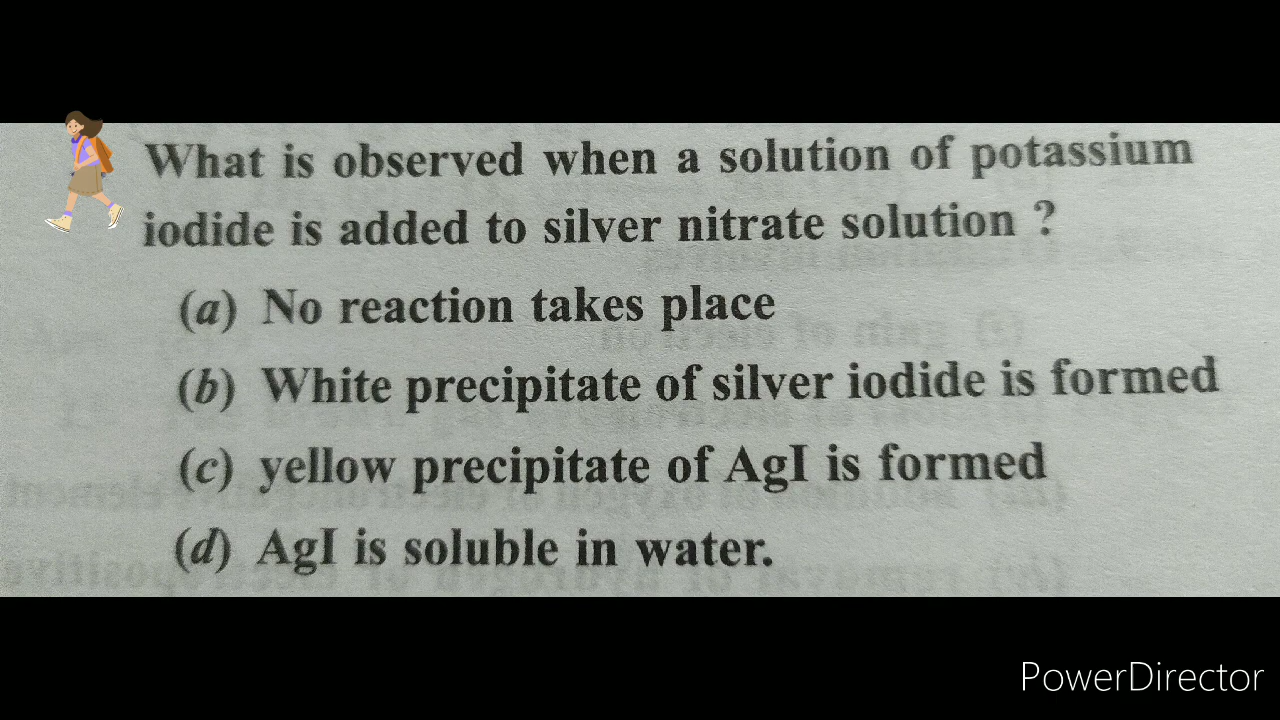 What is observed when a solution of potassium
iodide is added to silver nitrate solution ?
(a) No reaction takes place
(b) White precipitate of silver iodide is formed
(c) yellow precipitate of AgI is formed
(d) AgI is soluble in water.
PowerDirector